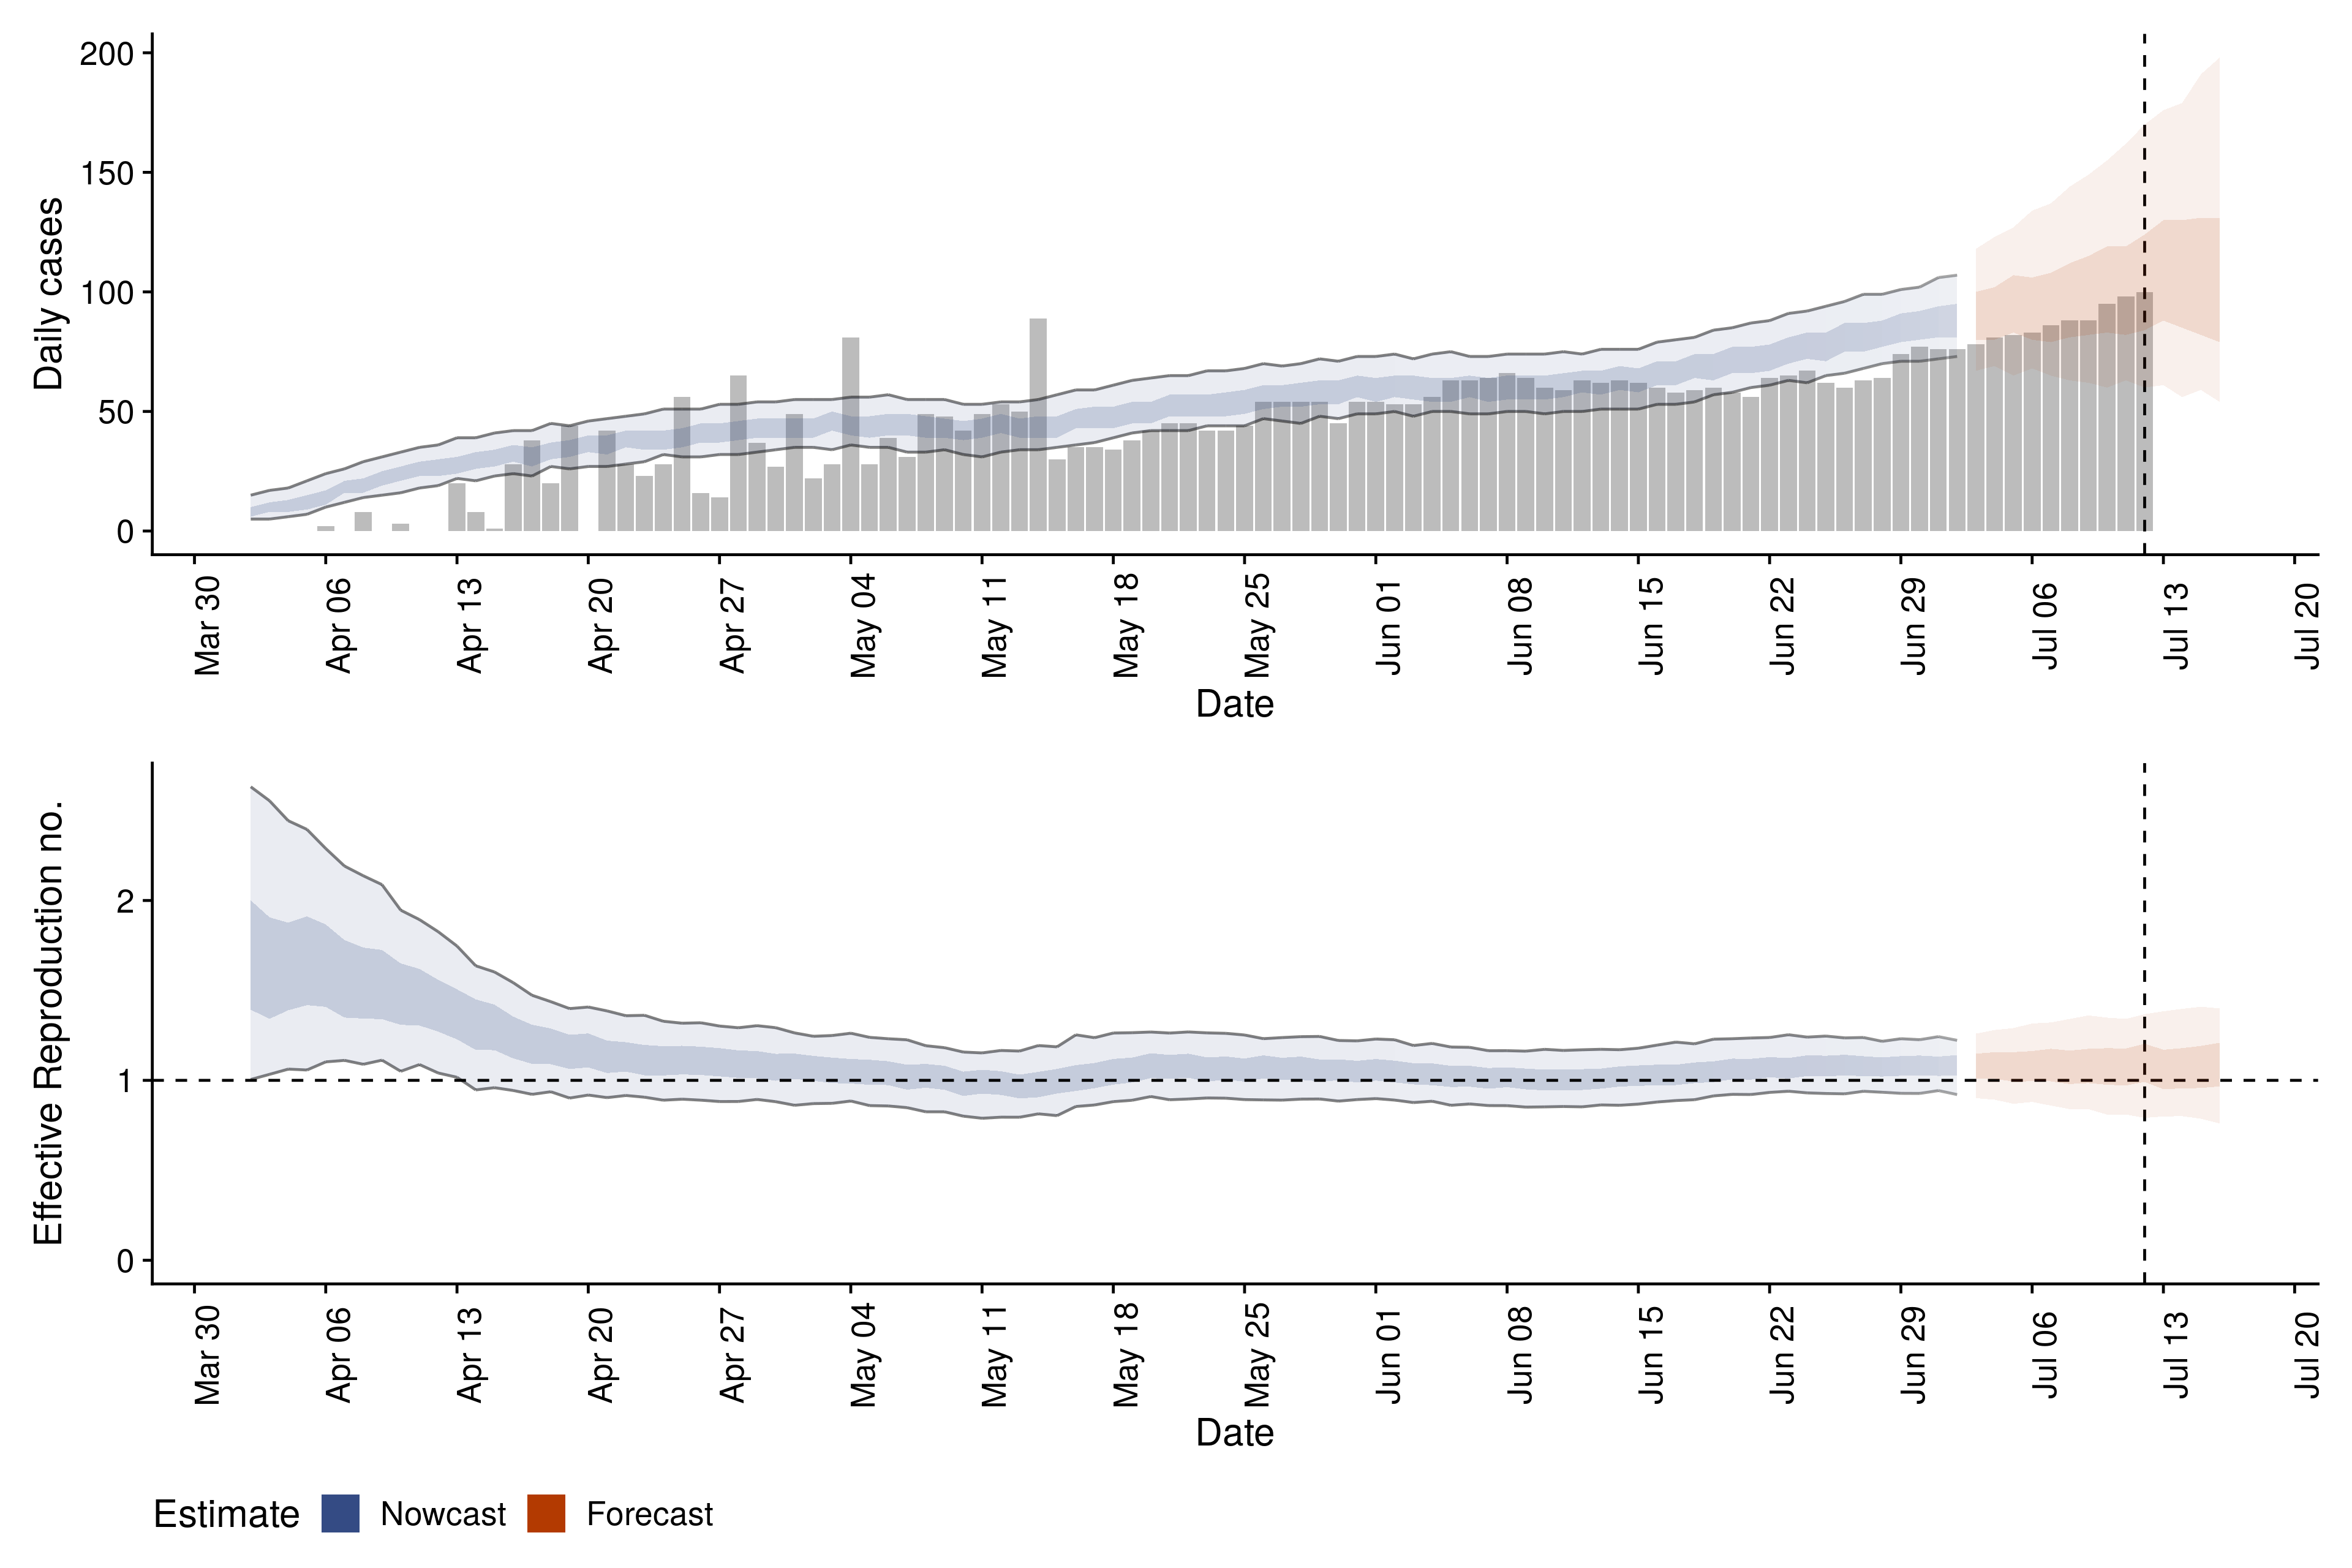 Daily cases
200
150
100
50
0
Mar 30
Apr 06
Apr 13
Apr 20
Apr 27
May 04
May 11
May 18
May 25
Jun 01
Jun 08
Jun 15
Jun 22
Jun 29
Jul 06
Jul 13
Jul 20
Date
Effective Reproduction no.
2
1
0
Mar 30
Apr 06
Apr 13
Apr 20
Apr 27
May 04
May 11
May 18
May 25
Jun 01
Jun 08
Jun 15
Jun 22
Jun 29
Jul 06
Jul 13
Jul 20
Date
Estimate Nowcast Forecast